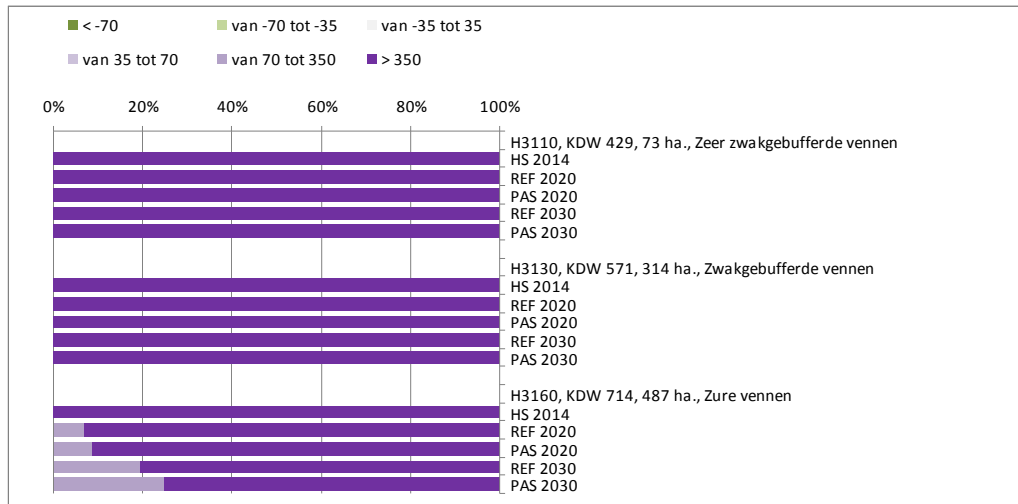 < -70 van -70 tot -35 van -35 tot 35
van 35 tot 70 van 70 tot 350 > 350
0% 20% 40% 60% 80% 100%
H3110, KDW 429, 73 ha., Zeer zwakgebufferde vennen
HS 2014
REF 2020
PAS 2020
REF 2030
PAS 2030
H3130, KDW 571, 314 ha., Zwakgebufferde vennen
HS 2014
REF 2020
PAS 2020
REF 2030
PAS 2030
H3160, KDW 714, 487 ha., Zure vennen
HS 2014
REF 2020
PAS 2020
REF 2030
PAS 2030